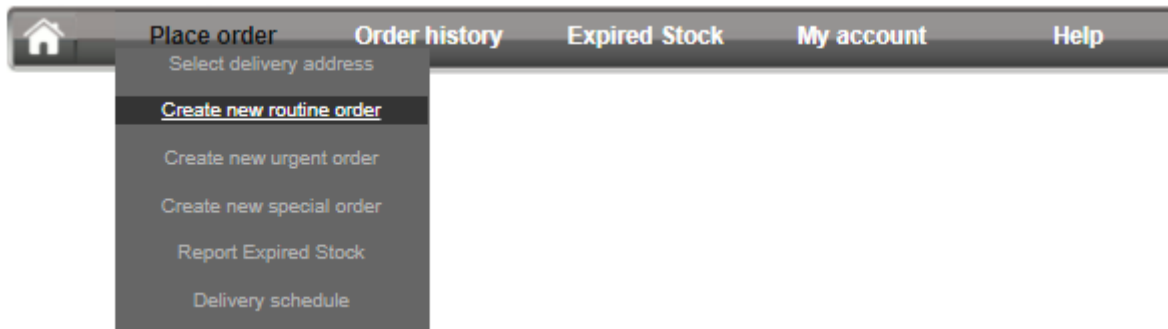 Place order Order history Expired Stock My account Help
Select delivery address
Create new routine order
Create new urgent order
Create new special order
Report Expired Stock
Delivery schedule